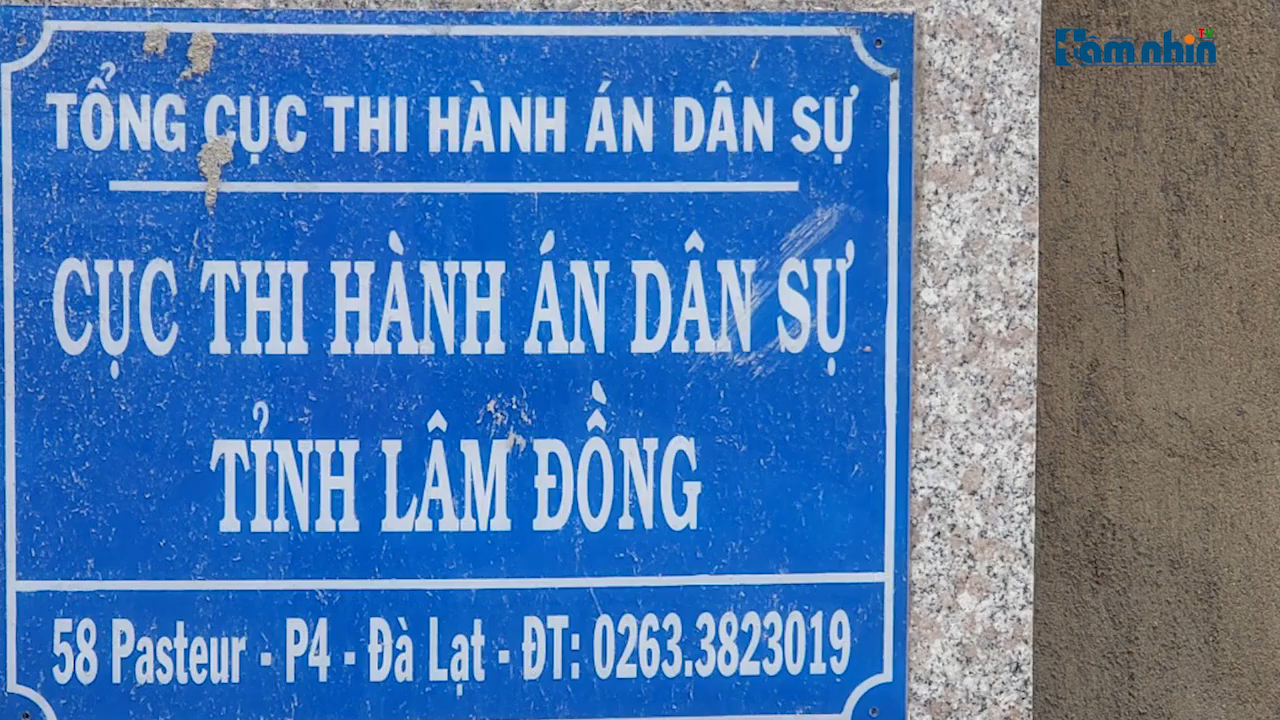 TỔNG CỤC THI HÀNH ÁN DÂN SỰ
CỤC THI HÀNH ÁN DÂN SỰ
TỈNH LÂM ĐỒNG
58 Pasteur - P4 - Đà Lạt - ĐT: 0263.3823019
Tầm nhìn TV